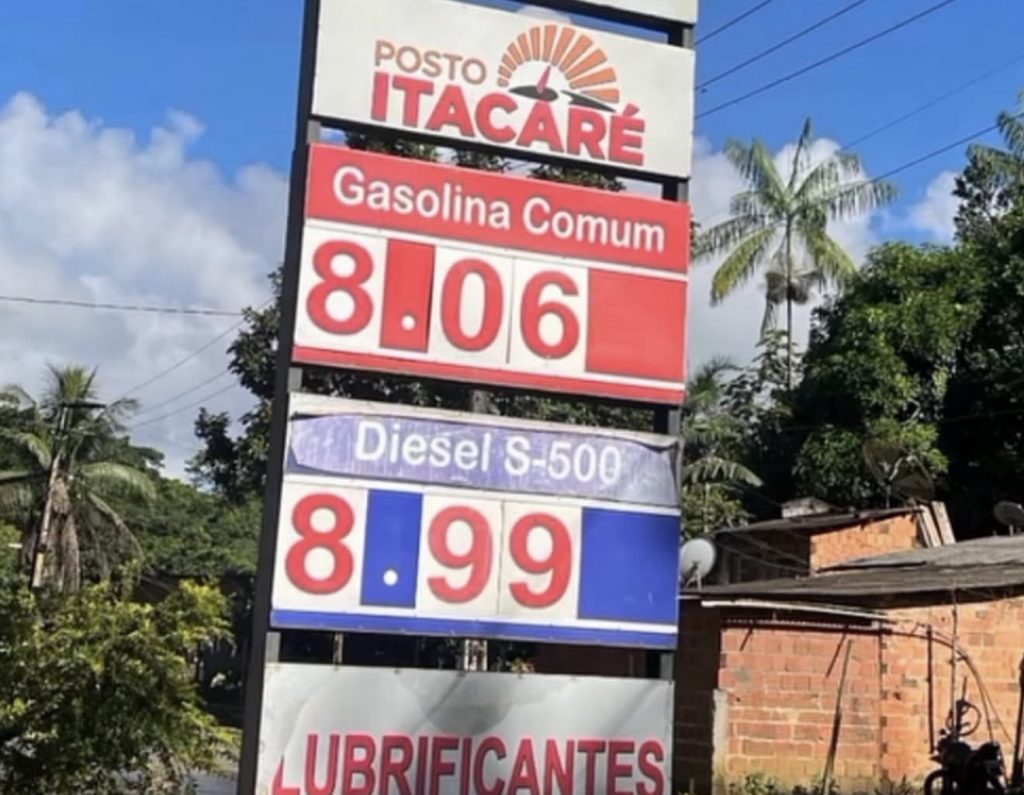 POSTO
ITACARÉ
Gasolina Comum
8.06
Diesel S-500
8.99
LUBRIFICANTES